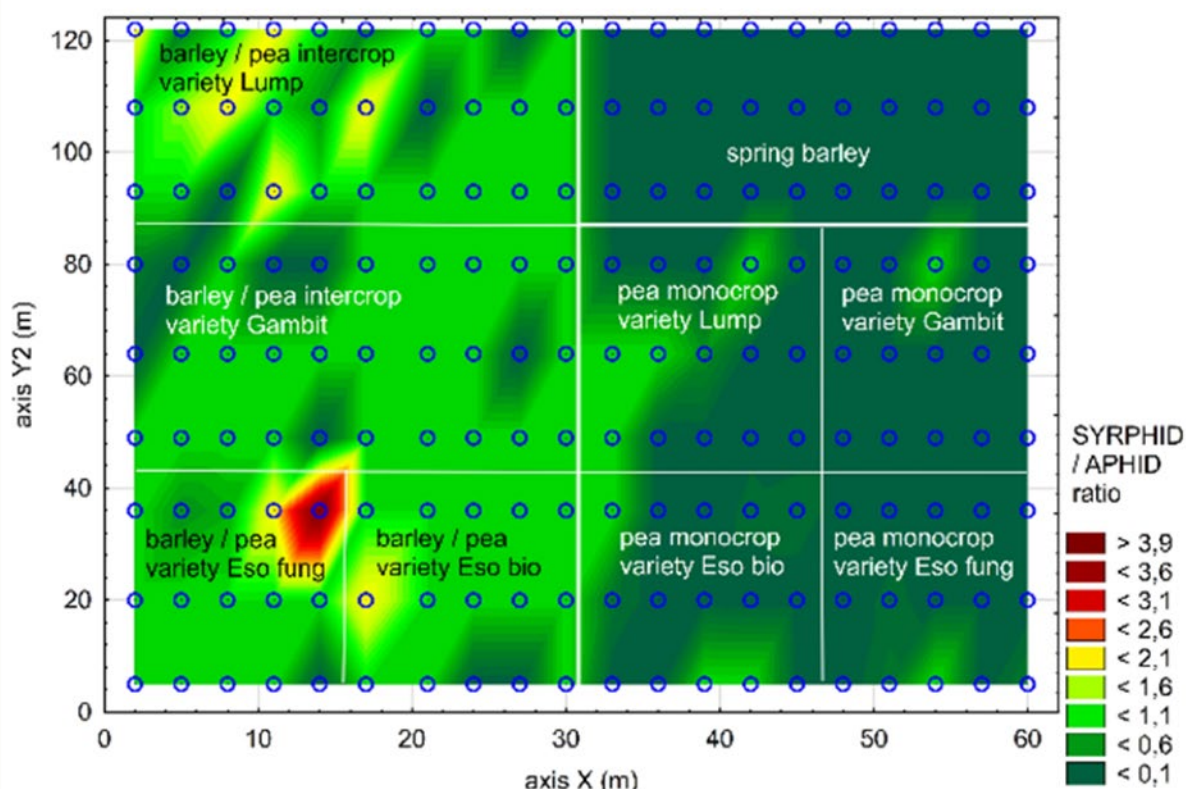 120
100
80
60
40
20
0
axis Y2 (m)
barley / pea intercrop
variety Lump
spring barley
barley / pea intercrop
variety Gambit
pea monocrop
variety Lump
pea monocrop
variety Gambit
barley / pea
variety Eso fung
barley / pea
variety Eso bio
pea monocrop
variety Eso bio
pea monocrop
variety Eso fung
0 10 20 30 40 50 60
axis X (m)
SYRPHID
/ APHID
ratio
> 3,9
< 3,6
< 3,1
< 2,6
< 2,1
< 1,6
< 1,1
< 0,6
< 0,1